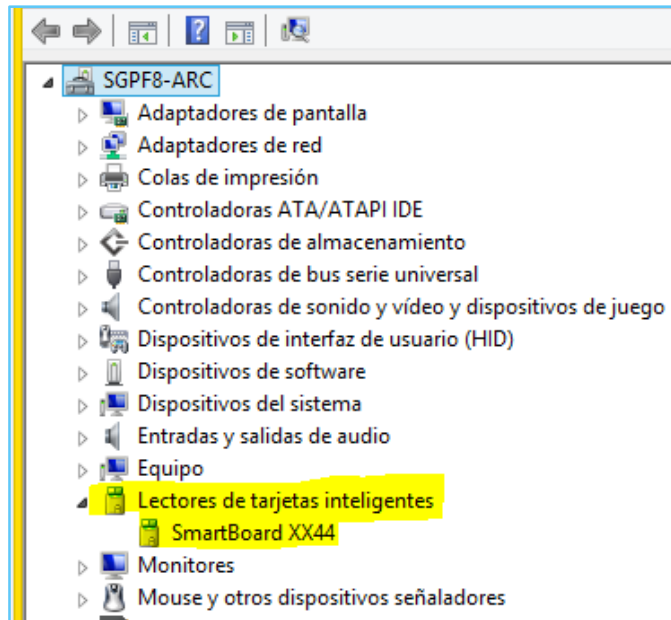 SGPF8-ARC
Adaptadores de pantalla
Adaptadores de red
Colas de impresión
Controladoras ATA/ATAPI IDE
Controladoras de almacenamiento
Controladoras de bus serie universal
Controladoras de sonido y vídeo y dispositivos de juego
Dispositivos de interfaz de usuario (HID)
Dispositivos de software
Dispositivos del sistema
Entradas y salidas de audio
Equipo
Lectores de tarjetas inteligentes
SmartBoard XX44
Monitores
Mouse y otros dispositivos señaladores